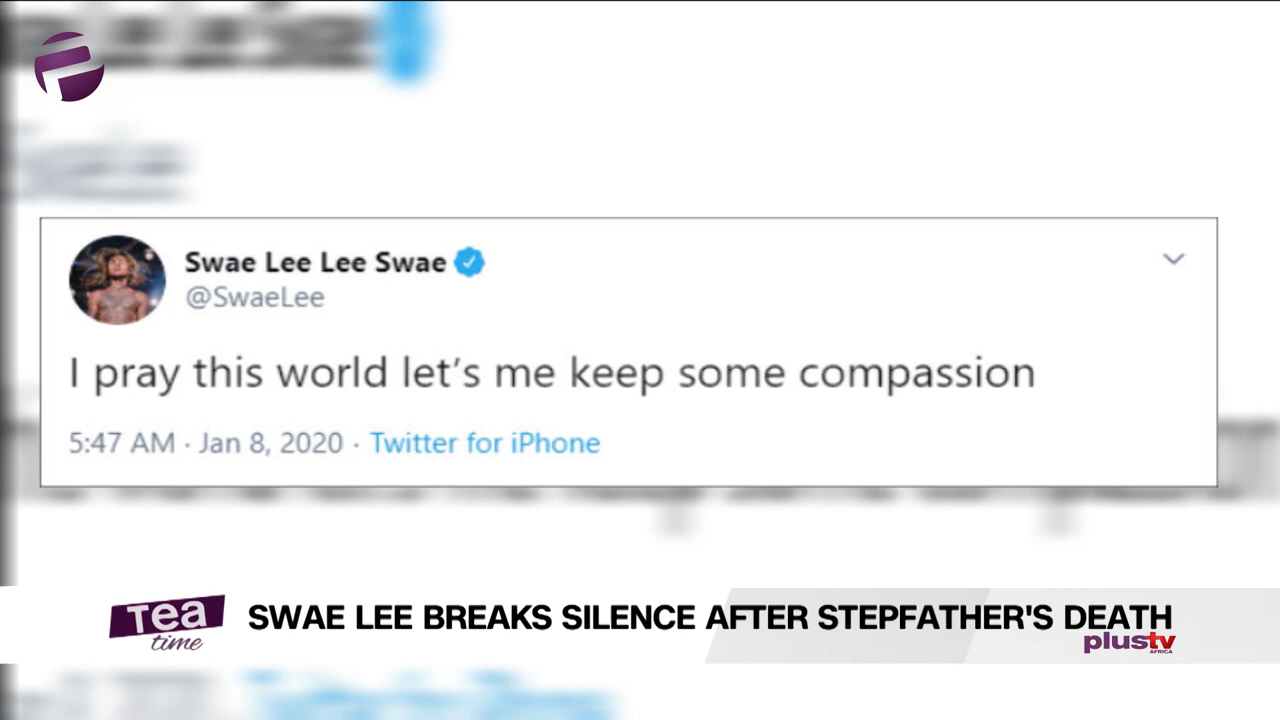 Swae Lee Lee Swae
@SwaeLee
I pray this world let's me keep some compassion
5:47 AM · Jan 8, 2020 · Twitter for iPhone
Tea
time
SWAE LEE BREAKS SILENCE AFTER STEPFATHER'S DEATH
plustv
AFRICA